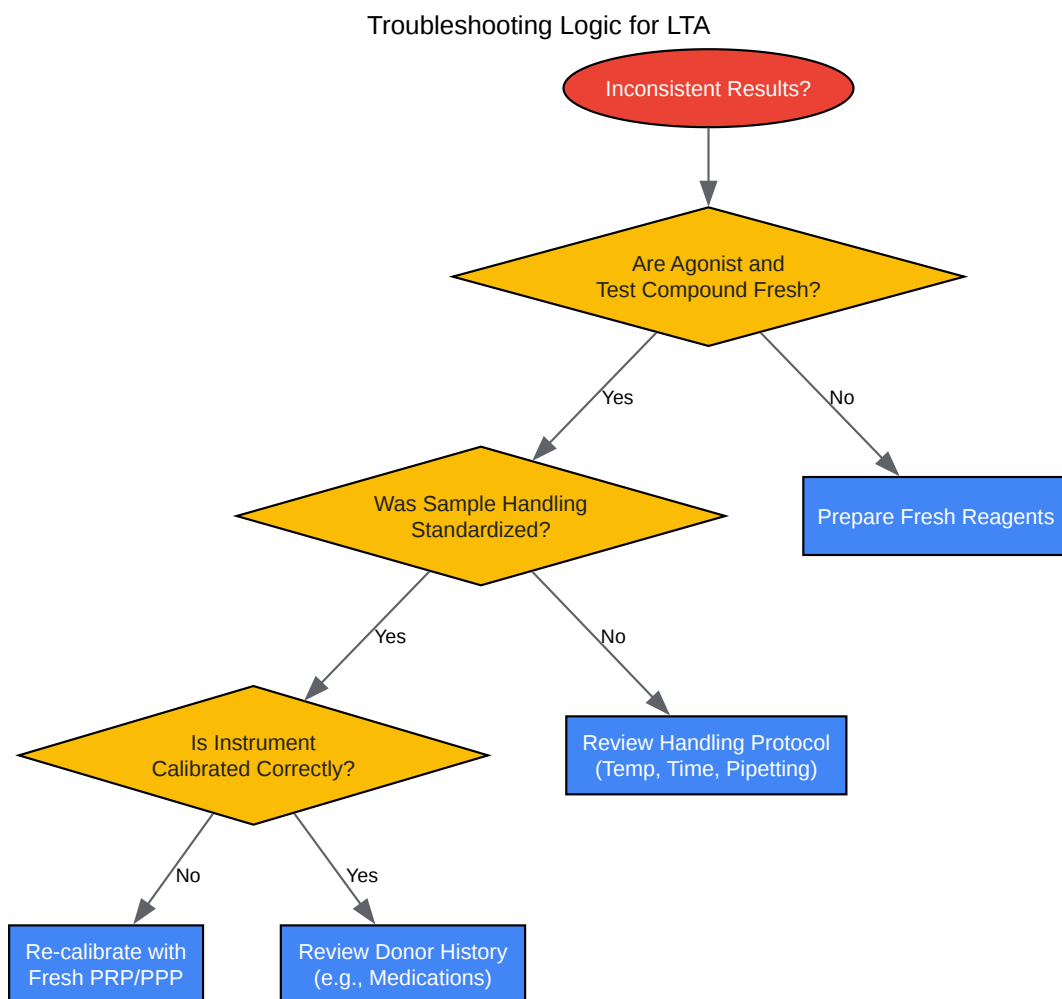 Troubleshooting Logic for LTA
Inconsistent Results?
Are Agonist and
Test Compound Fresh?
Yes
No
Was Sample Handling
Standardized?
Prepare Fresh Reagents
Yes
No
Is Instrument
Calibrated Correctly?
Review Handling Protocol
(Temp, Time, Pipetting)
No
Yes
Re-calibrate with
Fresh PRP/PPP
Review Donor History
(e.g., Medications)